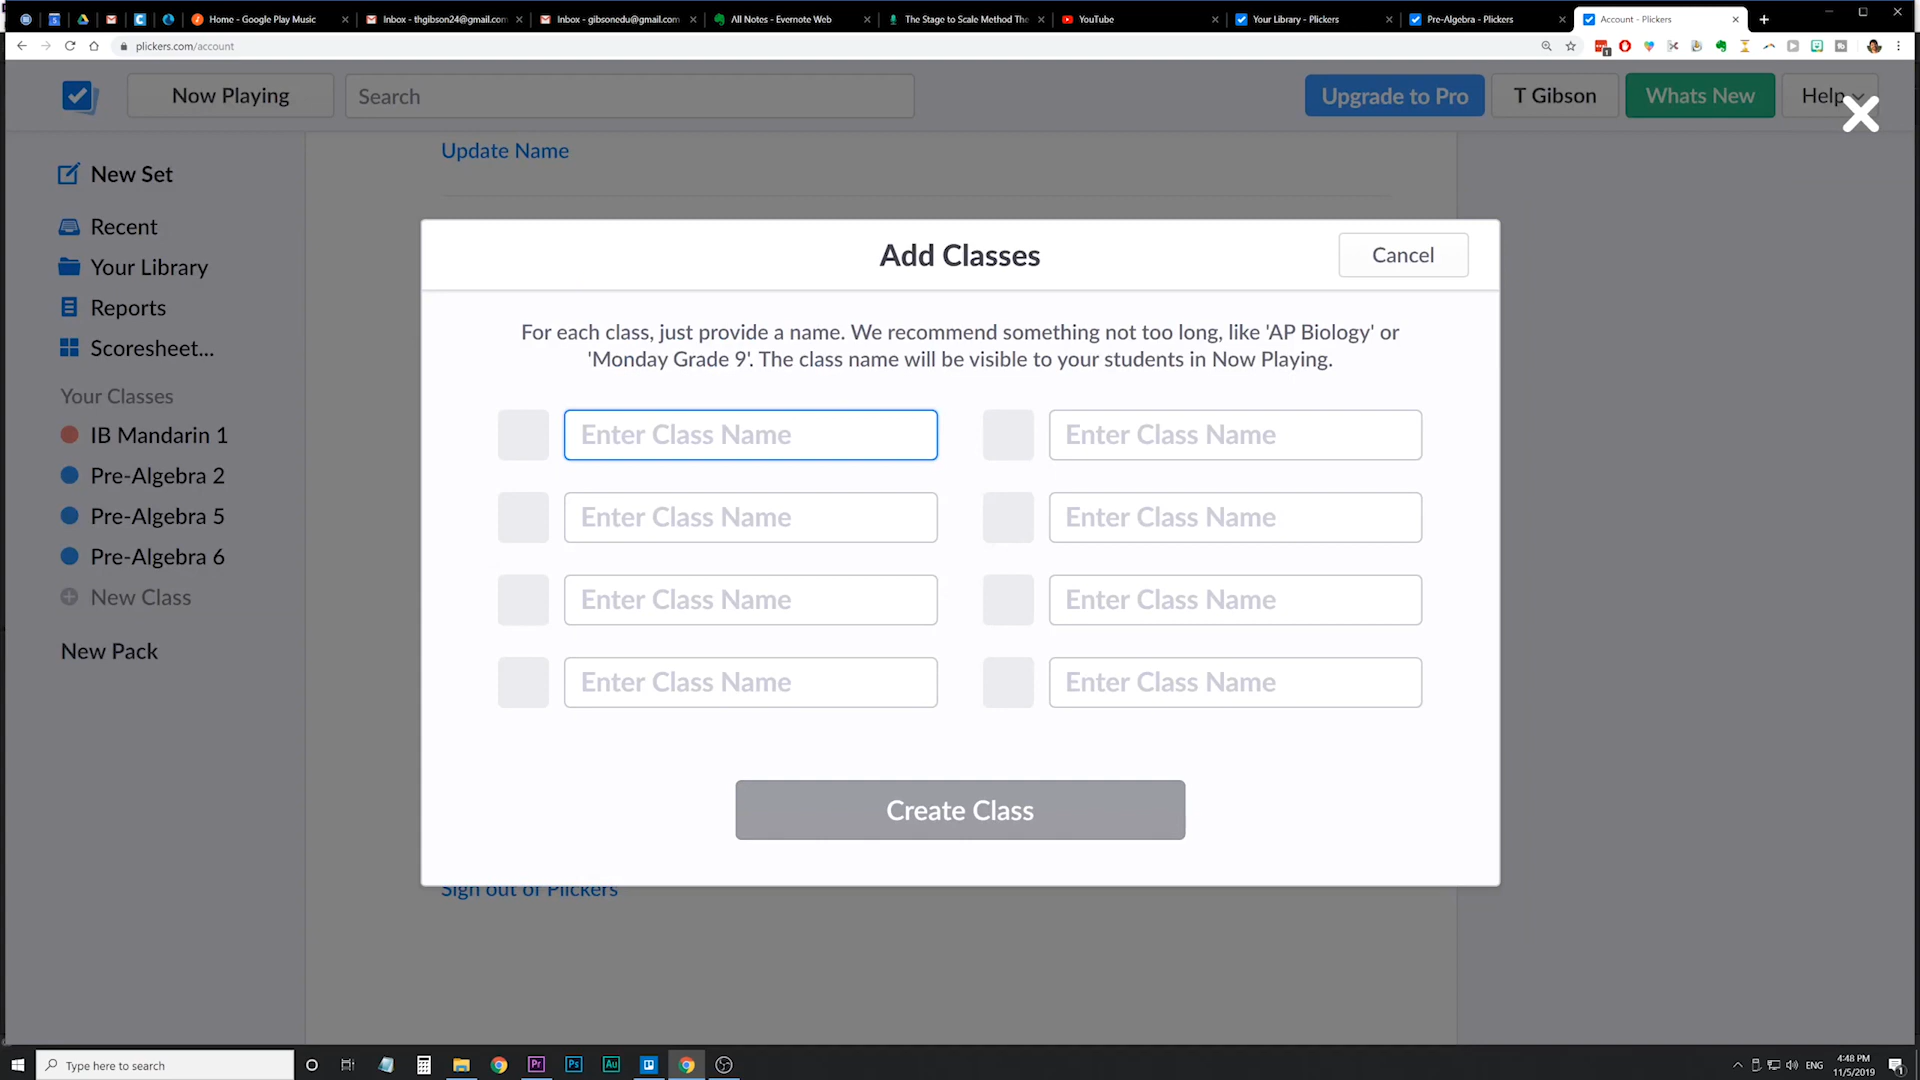 Home - Google Play Music
Inbox - thgibson24@gmail.com
Inbox - gibsonedu@gmail.com
All Notes - Evernote Web
The Stage to Scale Method The
YouTube
Your Library - Plickers
Pre-Algebra - Plickers
Account - Plickers
plickers.com/account
Now Playing
Search
Upgrade to Pro
T Gibson
Whats New
Help
New Set
Recent
Your Library
Reports
Scoresheet...
Your Classes
IB Mandarin 1
Pre-Algebra 2
Pre-Algebra 5
Pre-Algebra 6
New Class
New Pack
Update Name
Add Classes
Cancel
For each class, just provide a name. We recommend something not too long, like 'AP Biology' or
'Monday Grade 9'. The class name will be visible to your students in Now Playing.
Enter Class Name
Enter Class Name
Enter Class Name
Enter Class Name
Enter Class Name
Enter Class Name
Enter Class Name
Enter Class Name
Create Class
Sign out of Plickers
Type here to search
Pr
Ps
Au
ENG
4:48 PM
11/5/2019